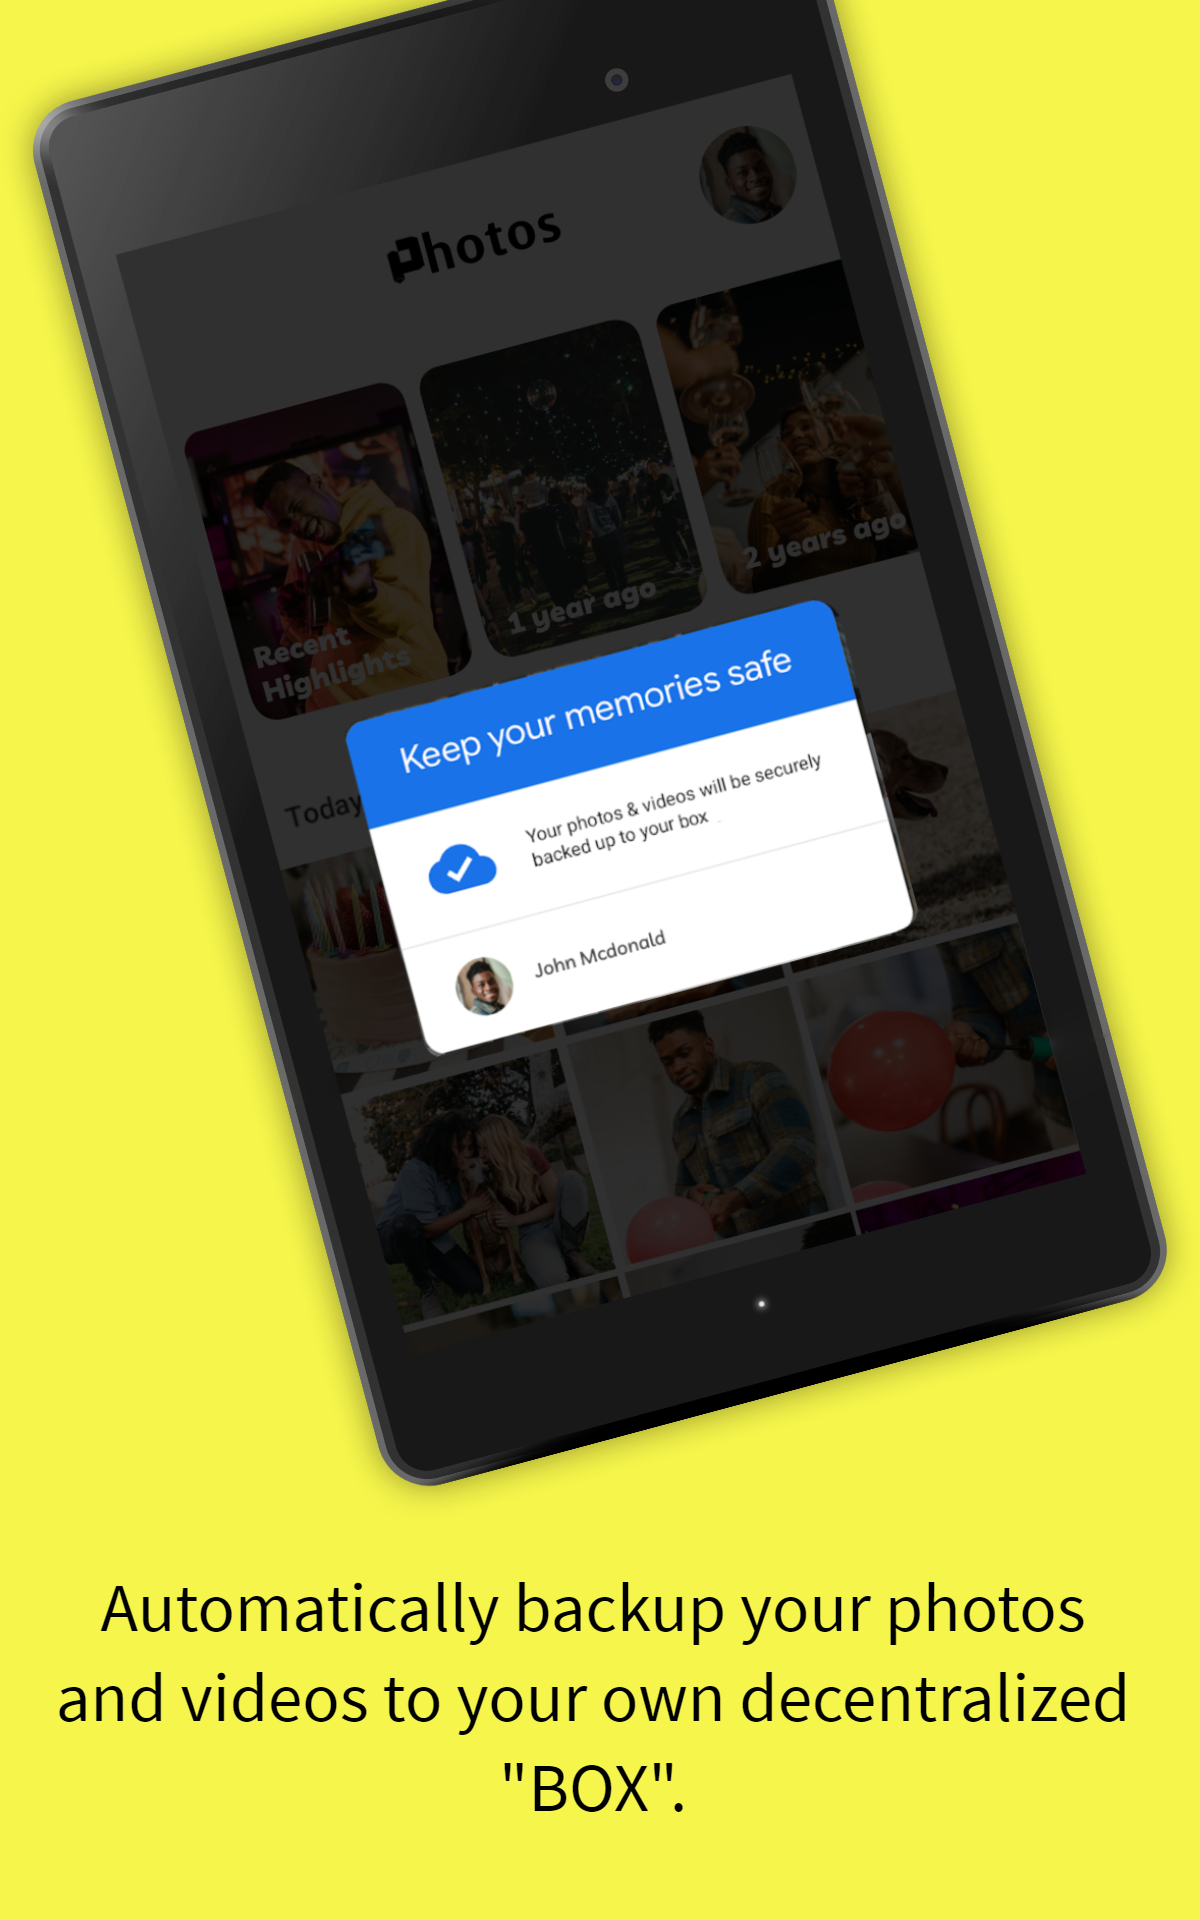 Photos
Recent
Highlights
1 year ago
2 years ago
Today
Keep your memories safe
Your photos & videos will be securely
backed up to your box
John Mcdonald
Automatically backup your photos
and videos to your own decentralized
"BOX".